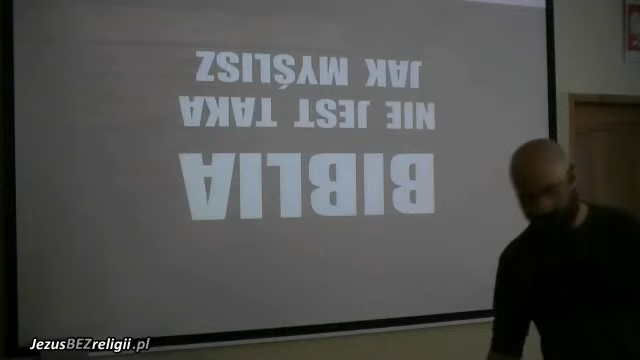 BIBLIA
NIE JEST TAKA
JAK MYŚLISZ
JezusBEZreligii.pl